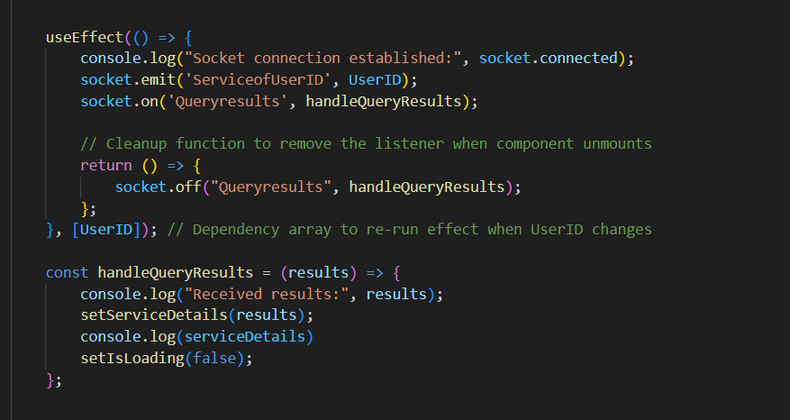 useEffect(() => {
    console.log("Socket connection established:", socket.connected);
    socket.emit('ServiceofUserID', UserID);
    socket.on('Queryresults', handleQueryResults);
    // Cleanup function to remove the listener when component unmounts
    return () => {
        socket.off("Queryresults", handleQueryResults);
    };
}, [UserID]); // Dependency array to re-run effect when UserID changes
const handleQueryResults = (results) => {
    console.log("Received results:", results);
    setServiceDetails(results);
    console.log(serviceDetails)
    setIsLoading(false);
};